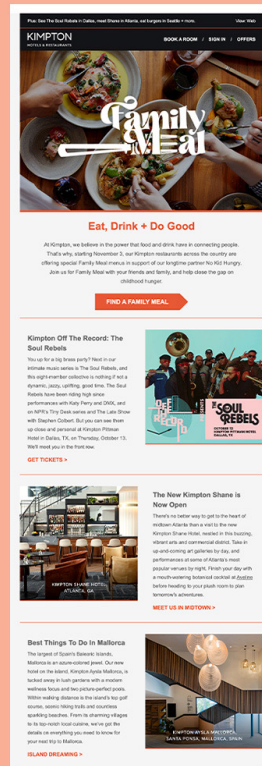 Plus: See The Soul Rebels in Dallas, meet Shane in Atlanta, eat burgers in Seattle + more.
View Web
KIMPTON
HOTELS & RESTAURANTS
BOOK A ROOM / SIGN IN / OFFERS
Family
Meal
Eat, Drink + Do Good
At Kimpton, we believe in the power that food and drink have in connecting people.
That's why, starting November 3, our Kimpton restaurants across the country are
offering special Family Meal menus in support of our longtime partner No Kid Hungry.
Join us for Family Meal with your friends and family, and help close the gap on
childhood hunger.
FIND A FAMILY MEAL
Kimpton Off The Record: The
Soul Rebels
You up for a big brass party? Next in our
intimate music series is The Soul Rebels, and
this eight-member collective is nothing if not a
dynamic, jazzy, uplifting, good time. The Soul
Rebels have been riding high since
performances with Katy Perry and DMX, and
on NPR's Tiny Desk series and The Late Show
with Stephen Colbert. But you can see them
up close and personal at Kimpton Pittman
Hotel in Dallas, TX, on Thursday, October 13.
We'll meet you in the front row.
GET TICKETS >
OFF
THE
RECORD
SERIES
THE
SOUL
REBELS
OCTOBER 13
KIMPTON PITTMAN HOTEL
DALLAS, TX
KIMPTON SHANE HOTEL,
ATLANTA, GA
The New Kimpton Shane is
Now Open
There's no better way to get to the heart of
midtown Atlanta than a visit to the new
Kimpton Shane Hotel, nestled in this buzzing,
vibrant arts and commercial district. Take in
up-and-coming art galleries by day, and
performances at some of Atlanta's most
popular venues by night. Finish your day with
a mouth-watering botanical cocktail at Aveline
before heading to your plush room to plan
tomorrow's adventures.
MEET US IN MIDTOWN >
Best Things To Do In Mallorca
The largest of Spain's Balearic Islands,
Mallorca is an azure-colored jewel. Our new
hotel on the island, Kimpton Aysla Mallorca, is
tucked away in lush gardens with a modern
wellness focus and two picture-perfect pools.
Within walking distance is the island's top golf
course, scenic hiking trails and countless
sparkling beaches. From its charming villages
to its top-notch local cuisine, we've got the
details on everything you need to know for
your next trip to Mallorca.
ISLAND DREAMING >
KIMPTON AYSLA MALLORCA,
SANTA PONSA, MALLORCA, SPAIN